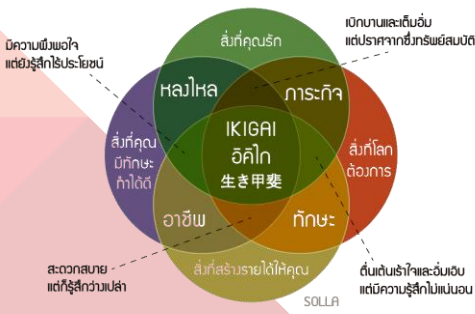 มีความพึงพอใจ
แต่ยังรู้สึกไร้ประโยชน์
สิ่งที่คุณรัก
เบิกบานและเต็มอิ่ม
แต่ปราศจากซึ่งทรัพย์สมบัติ
หลงใหล
ภาระกิจ
สิ่งที่คุณ
มีทักษะ
ทำได้ดี
IKIGAI
อิคิไก
生き甲斐
สิ่งที่โลก
ต้องการ
อาชีพ
ทักษะ
สะดวกสบาย
แต่ก็รู้สึกว่างเปล่า
สิ่งที่สร้างรายได้ให้คุณ
ตื่นเต้นเร้าใจและอิ่มเอิบ
แต่มีความรู้สึกไม่แน่นอน
SOLLA